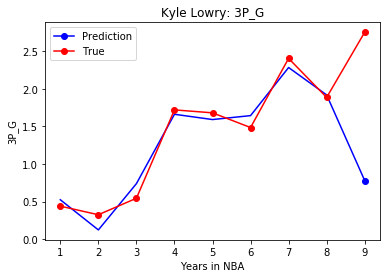 Kyle Lowry: 3P_G
Prediction
True
3P_G
2.5
2.0
1.5
1.0
0.5
0.0
1 2 3 4 5 6 7 8 9
Years in NBA